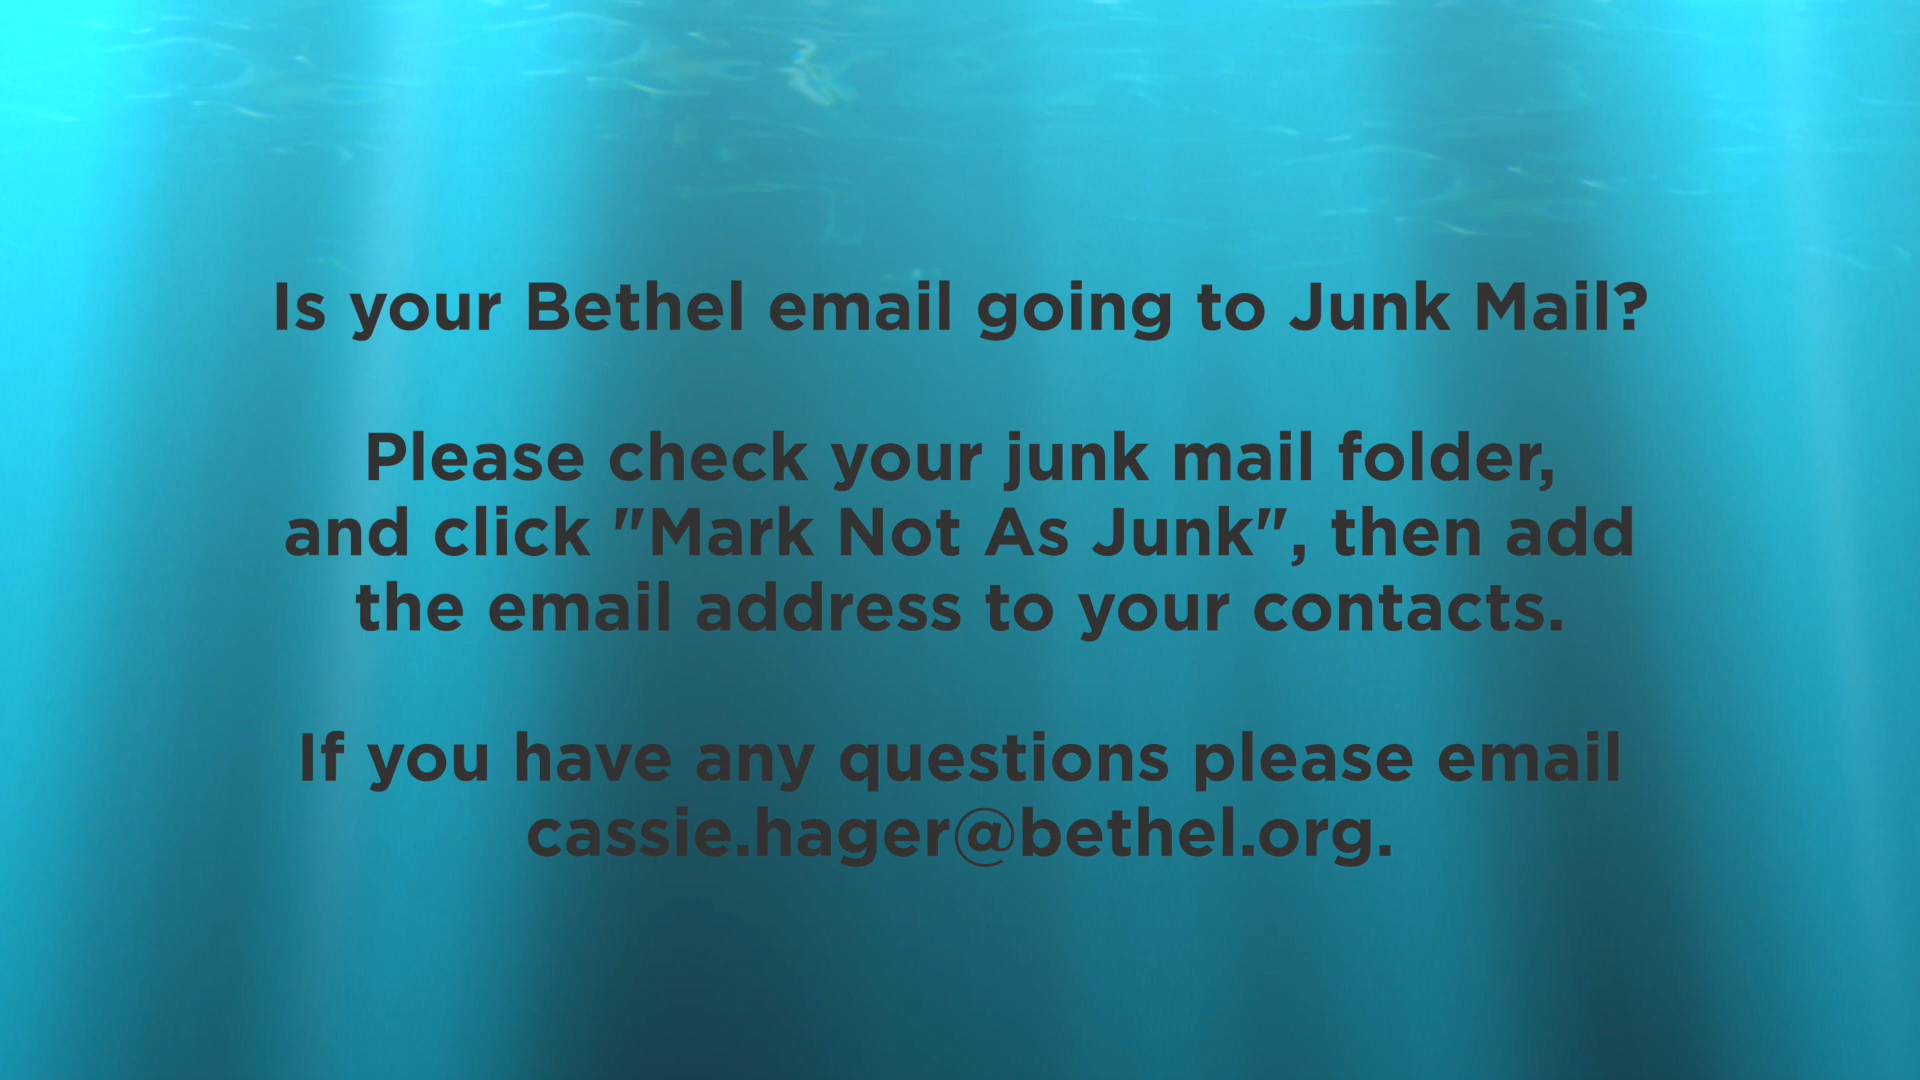 Is your Bethel email going to Junk Mail?
Please check your junk mail folder,
and click "Mark Not As Junk", then add
the email address to your contacts.
If you have any questions please email
cassie.hager@bethel.org.